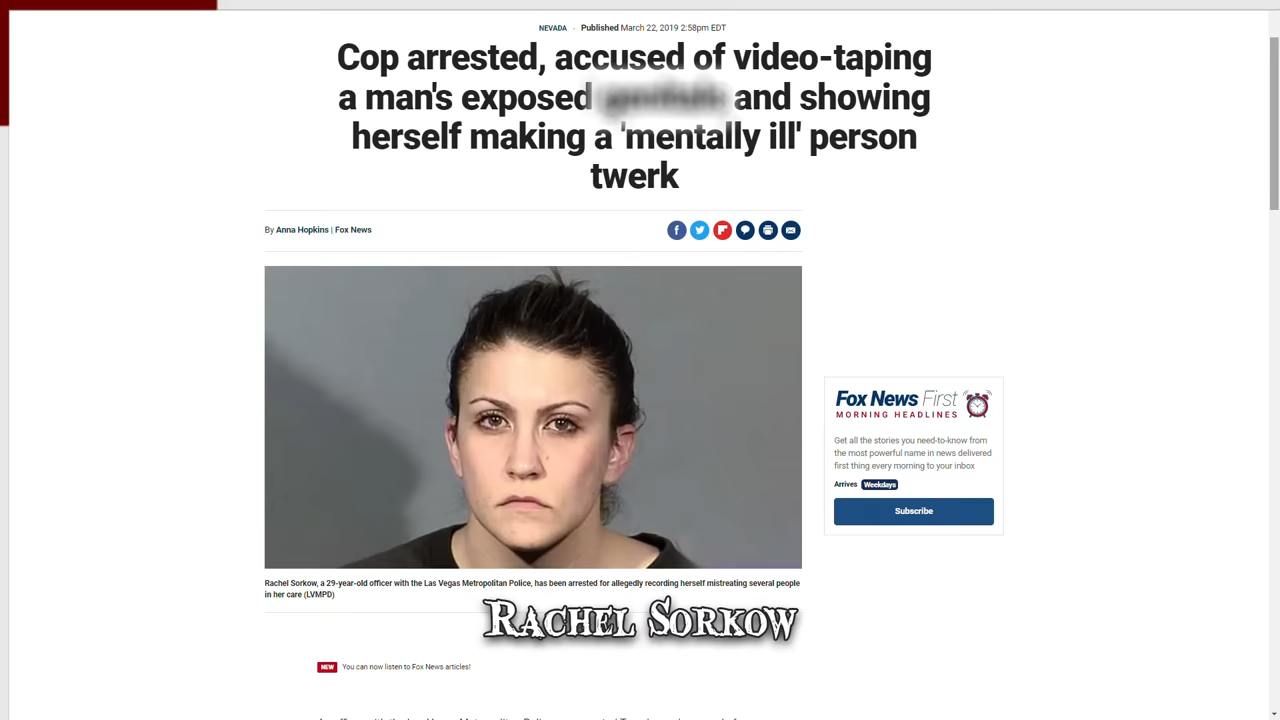 NEVADA · Published March 22, 2019 2:58pm EDT
Cop arrested, accused of video-taping
a man's exposed and showing
herself making a 'mentally ill' person
twerk
By Anna Hopkins | Fox News
Fox News First
MORNING HEADLINES
Get all the stories you need-to-know from
the most powerful name in news delivered
first thing every morning to your inbox
Arrives Weekdays
Subscribe
Rachel Sorkow, a 29-year-old officer with the Las Vegas Metropolitan Police, has been arrested for allegedly recording herself mistreating several people
in her care (LVMPD)
RACHEL SORKOW
NEW You can now listen to Fox News articles!